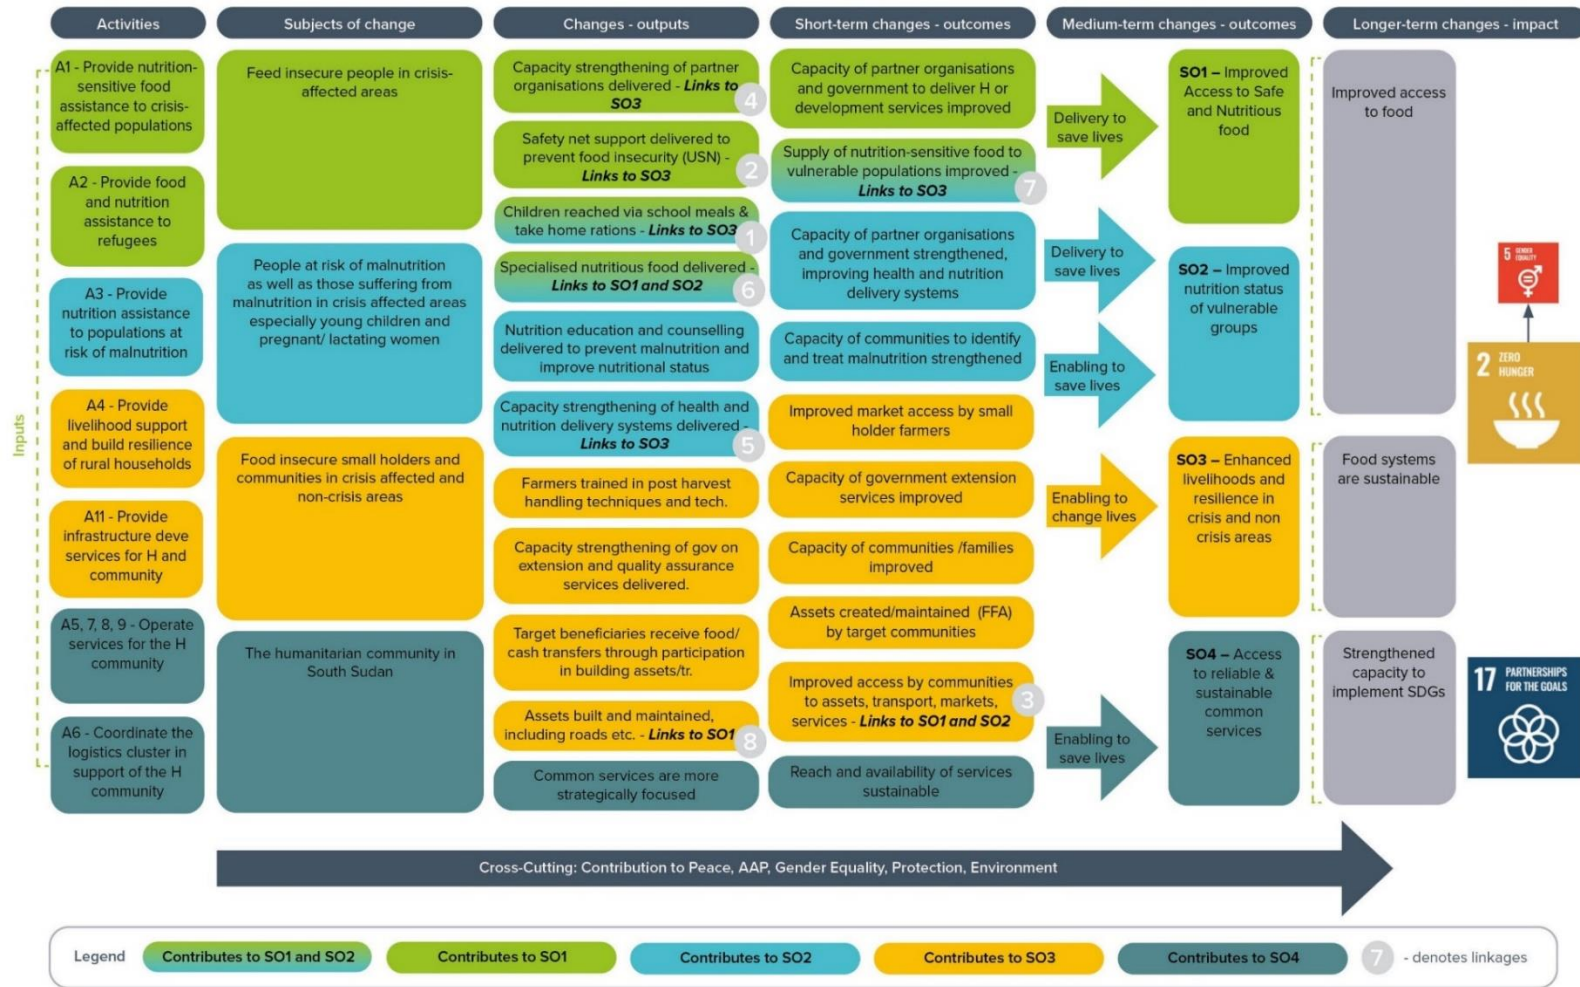 Activities
Subjects of change
Changes - outputs
Short-term changes - outcomes
Medium-term changes - outcomes
Longer-term changes - impact
Inputs
A1 - Provide nutrition-
sensitive food
assistance to crisis-
affected populations
A2 - Provide food
and nutrition
assistance to
refugees
A3 - Provide
nutrition assistance
to populations at
risk of malnutrition
A4 - Provide
livelihood support
and build resilience
of rural households
A11 - Provide
infrastructure deve
services for H and
community
A5, 7, 8, 9 - Operate
services for the H
community
A6 - Coordinate the
logistics cluster in
support of the H
community
Feed insecure people in crisis-
affected areas
People at risk of malnutrition
as well as those suffering from
malnutrition in crisis affected areas
especially young children and
pregnant/ lactating women
Food insecure small holders and
communities in crisis affected and
non-crisis areas
The humanitarian community in
South Sudan
Capacity strengthening of partner
organisations delivered - Links to
SO3
4
Safety net support delivered to
prevent food insecurity (USN) -
Links to SO3
2
Children reached via school meals &
take home rations - Links to SO3
1
Specialised nutritious food delivered -
Links to SO1 and SO2
6
Nutrition education and counselling
delivered to prevent malnutrition and
improve nutritional status
Capacity strengthening of health and
nutrition delivery systems delivered -
Links to SO3
5
Farmers trained in post harvest
handling techniques and tech.
Capacity strengthening of gov on
extension and quality assurance
services delivered.
Target beneficiaries receive food/
cash transfers through participation
in building assets/tr.
Assets built and maintained,
including roads etc. - Links to SO1
8
Common services are more
strategically focused
Capacity of partner organisations
and government to deliver H or
development services improved
Supply of nutrition-sensitive food to
vulnerable populations improved -
Links to SO3
7
Capacity of partner organisations
and government strengthened,
improving health and nutrition
delivery systems
Capacity of communities to identify
and treat malnutrition strengthened
Improved market access by small
holder farmers
Capacity of government extension
services improved
Capacity of communities /families
improved
Assets created/maintained (FFA)
by target communities
Improved access by communities
to assets, transport, markets,
services - Links to SO1 and SO2
3
Reach and availability of services
sustainable
Delivery to
save lives
Delivery to
save lives
Enabling to
save lives
Enabling to
change lives
Enabling to
save lives
SO1 – Improved
Access to Safe
and Nutritious
food
SO2 – Improved
nutrition status
of vulnerable
groups
SO3 – Enhanced
livelihoods and
resilience in
crisis and non
crisis areas
SO4 – Access
to reliable &
sustainable
common
services
Improved access
to food
Food systems
are sustainable
Strengthened
capacity to
implement SDGs
5 GENDER
EQUALITY
2 ZERO
HUNGER
17 PARTNERSHIPS
FOR THE GOALS
Cross-Cutting: Contribution to Peace, AAP, Gender Equality, Protection, Environment
Legend
Contributes to SO1 and SO2
Contributes to SO1
Contributes to SO2
Contributes to SO3
Contributes to SO4
7 - denotes linkages